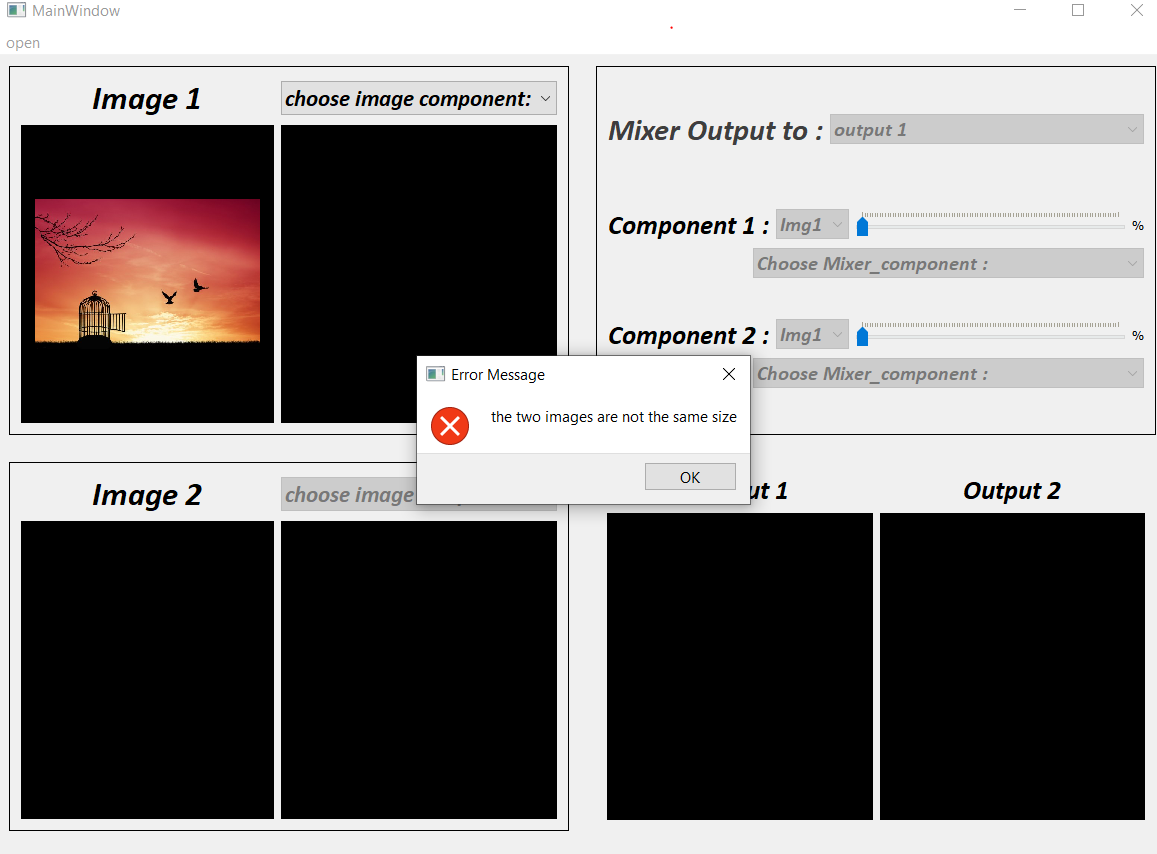 MainWindow
open
Image 1
choose image component:
Mixer Output to :
output 1
Component 1 :
Img1
%
Choose Mixer_component :
Component 2 :
Img1
%
Choose Mixer_component :
Error Message
the two images are not the same size
OK
Image 2
choose image
ut 1
Output 2